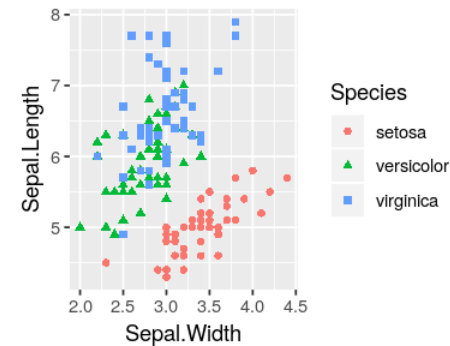 8
7
6
5
Sepal.Length
2.0 2.5 3.0 3.5 4.0 4.5
Sepal.Width
Species
setosa
versicolor
virginica